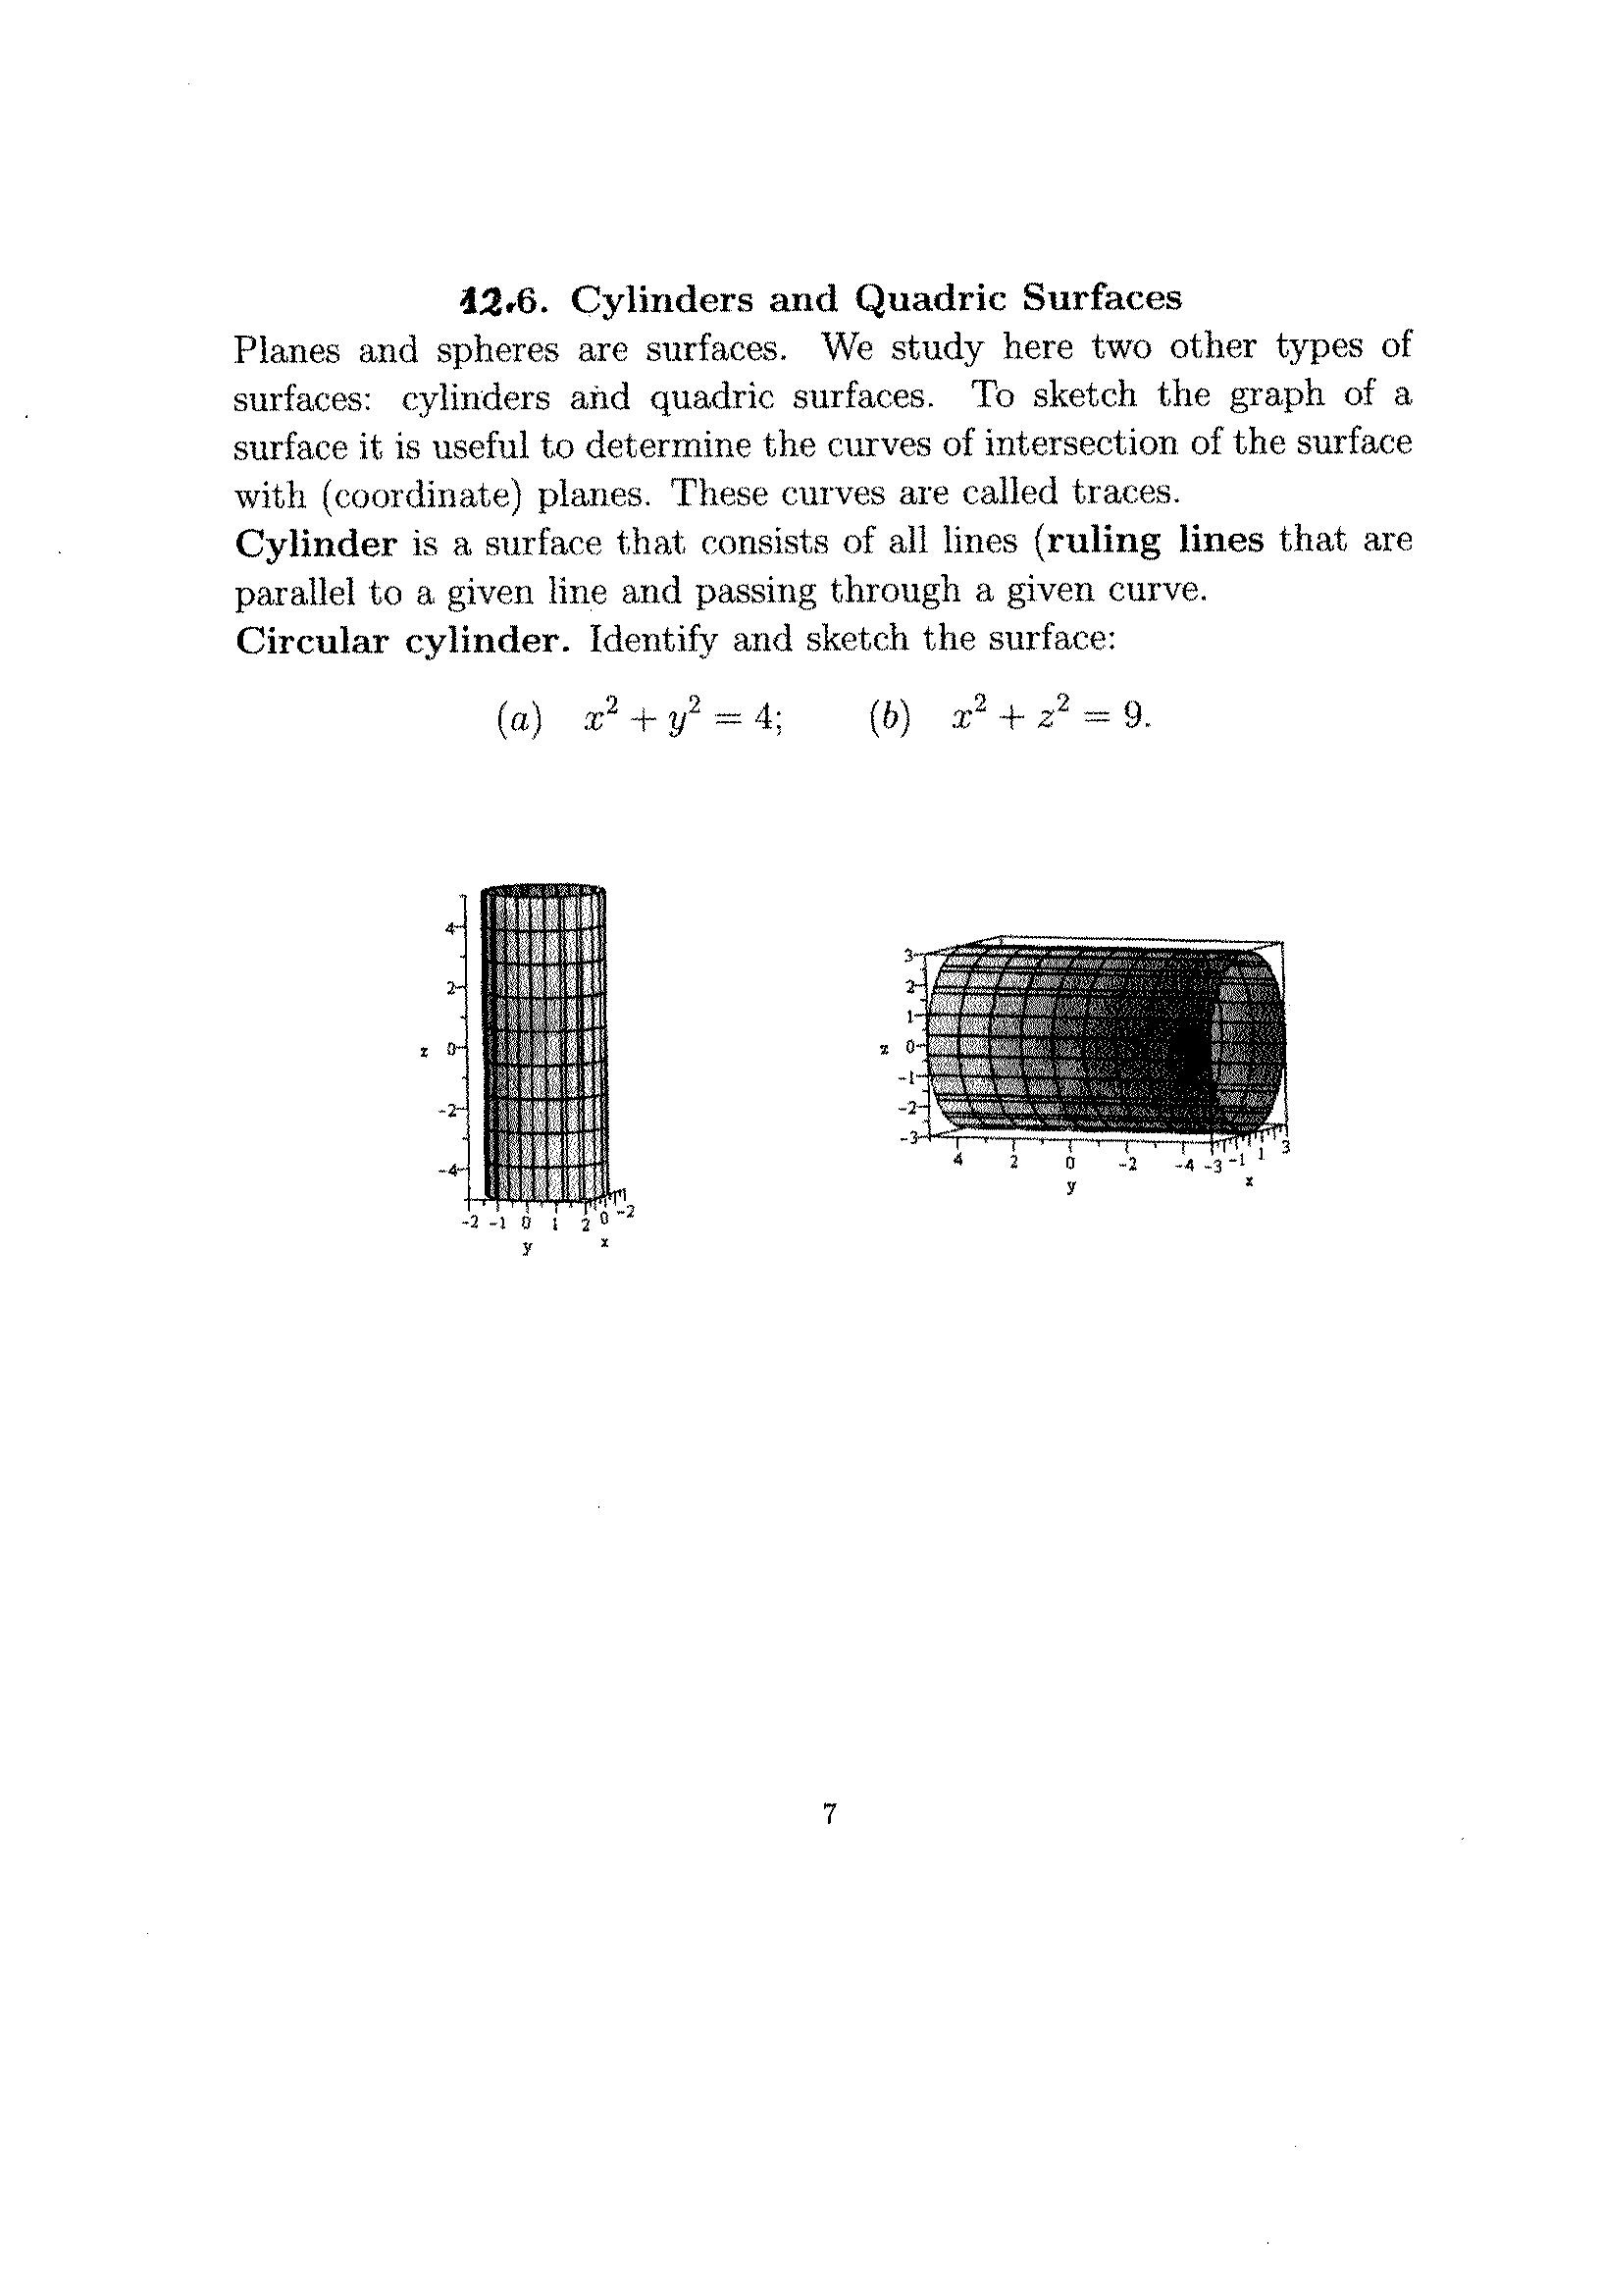 12.6. Cylinders and Quadric Surfaces
Planes and spheres are surfaces. We study here two other types of
surfaces: cylinders and quadric surfaces. To sketch the graph of a
surface it is useful to determine the curves of intersection of the surface
with (coordinate) planes. These curves are called traces.
Cylinder is a surface that consists of all lines (ruling lines that are
parallel to a given line and passing through a given curve.
Circular cylinder. Identify and sketch the surface:
(a) x² + y² = 4; (b) x² + z² = 9.
4
2
z 0
-2
-4
-2 -1 0 1 2 0 -2
y x
3
2
1
z 0
-1
-2
-3
4 2 0 -2 -4 -3 -1 1 3
y x
7